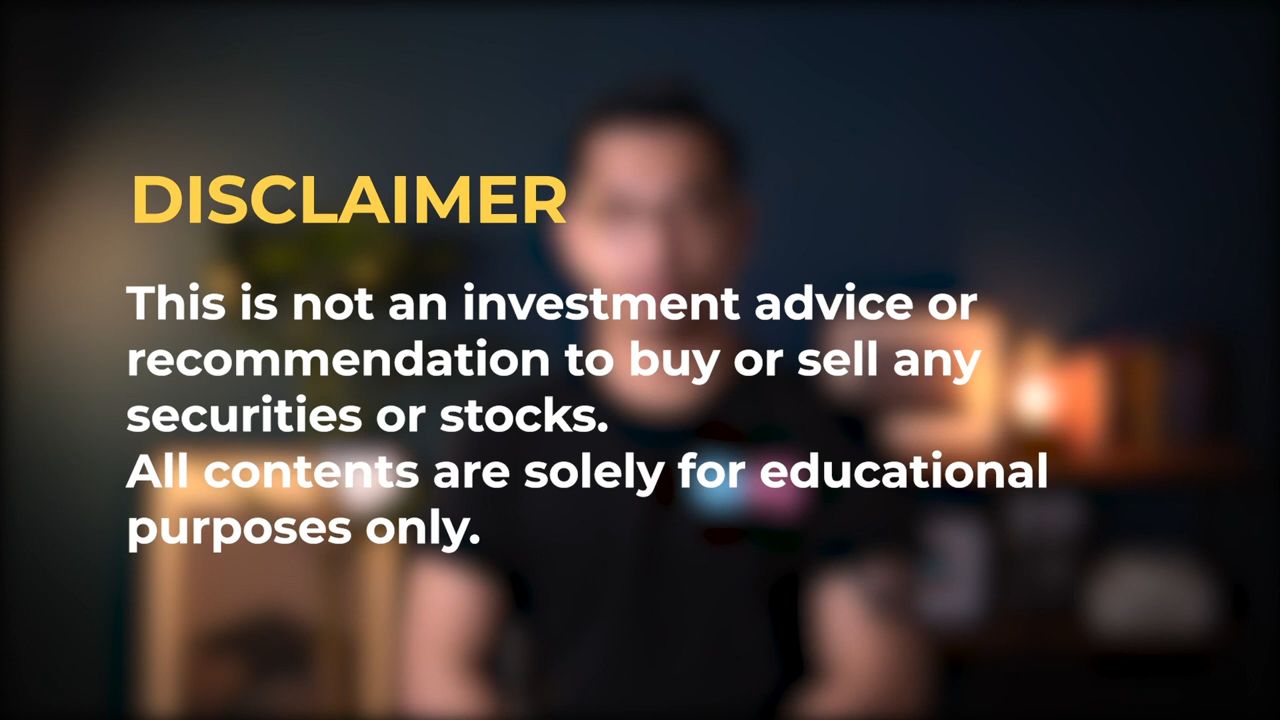 DISCLAIMER
This is not an investment advice or
recommendation to buy or sell any
securities or stocks.
All contents are solely for educational
purposes only.